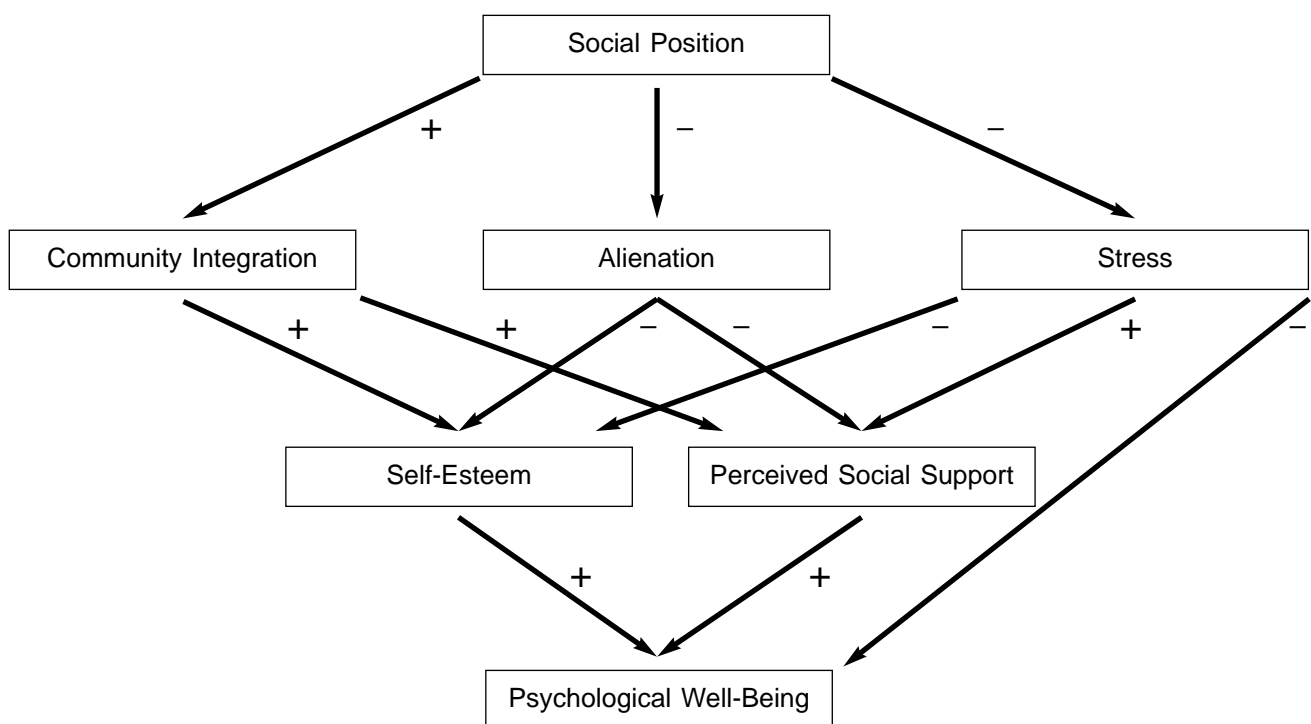 Social Position
+
−
−
Community Integration
Alienation
Stress
+
+
−
−
−
+
−
Self-Esteem
Perceived Social Support
+
+
Psychological Well-Being